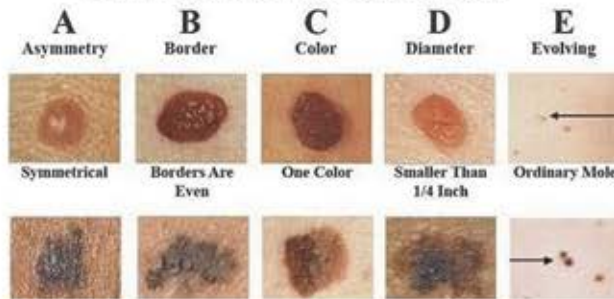 A B C D E
Asymmetry Border Color Diameter Evolving
Symmetrical Borders Are One Color Smaller Than Ordinary Mole
Even 1/4 Inch